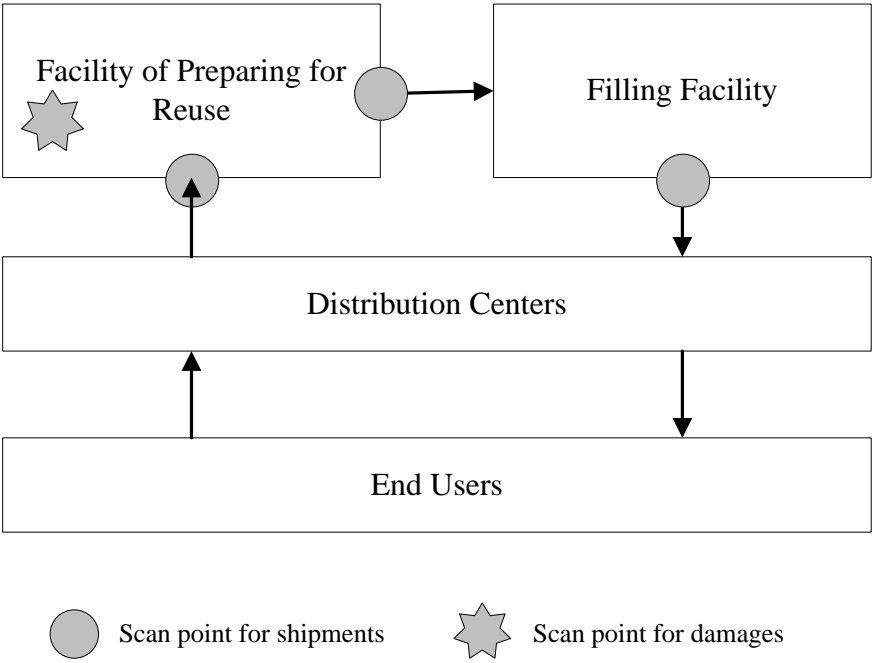 Facility of Preparing for
Reuse
Filling Facility
Distribution Centers
End Users
Scan point for shipments
Scan point for damages